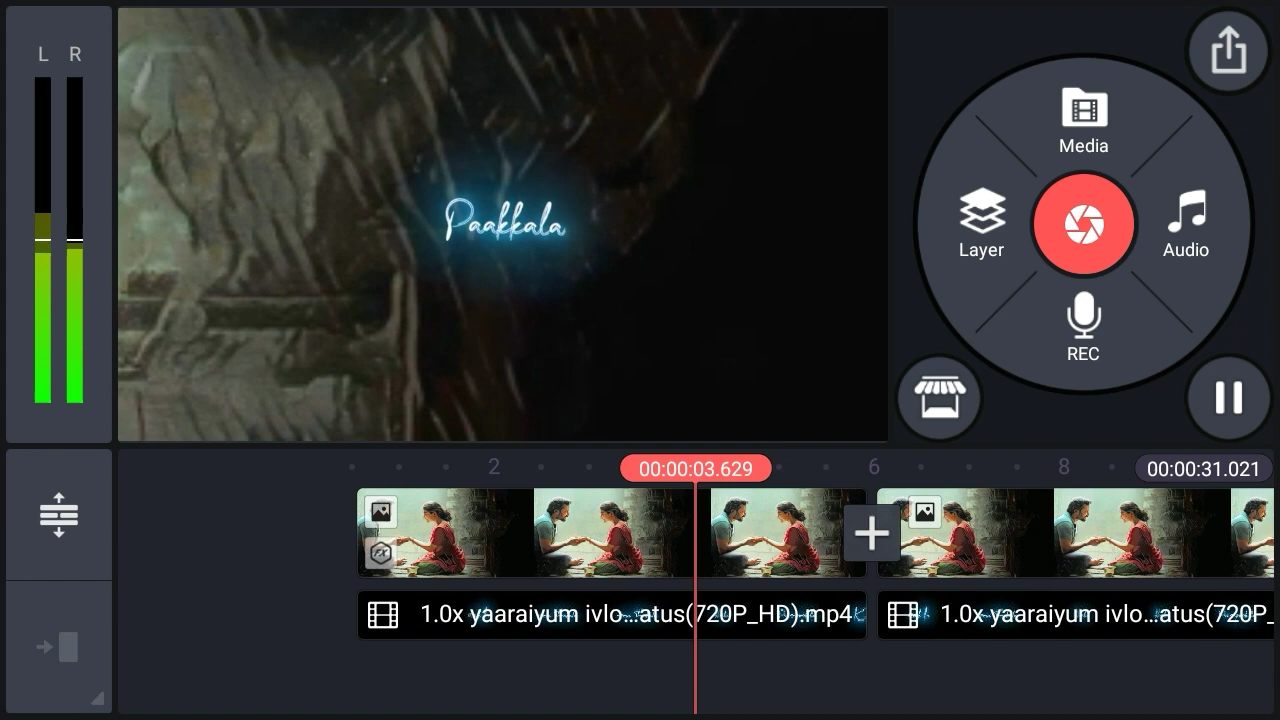 L R
Paakkala
Media
Layer
Audio
REC
2
00:00:03.629
6
8
00:00:31.021
FX
1.0x yaaraiyum ivlo...atus(720P_HD).mp4
1.0x yaaraiyum ivlo...atus(720P_